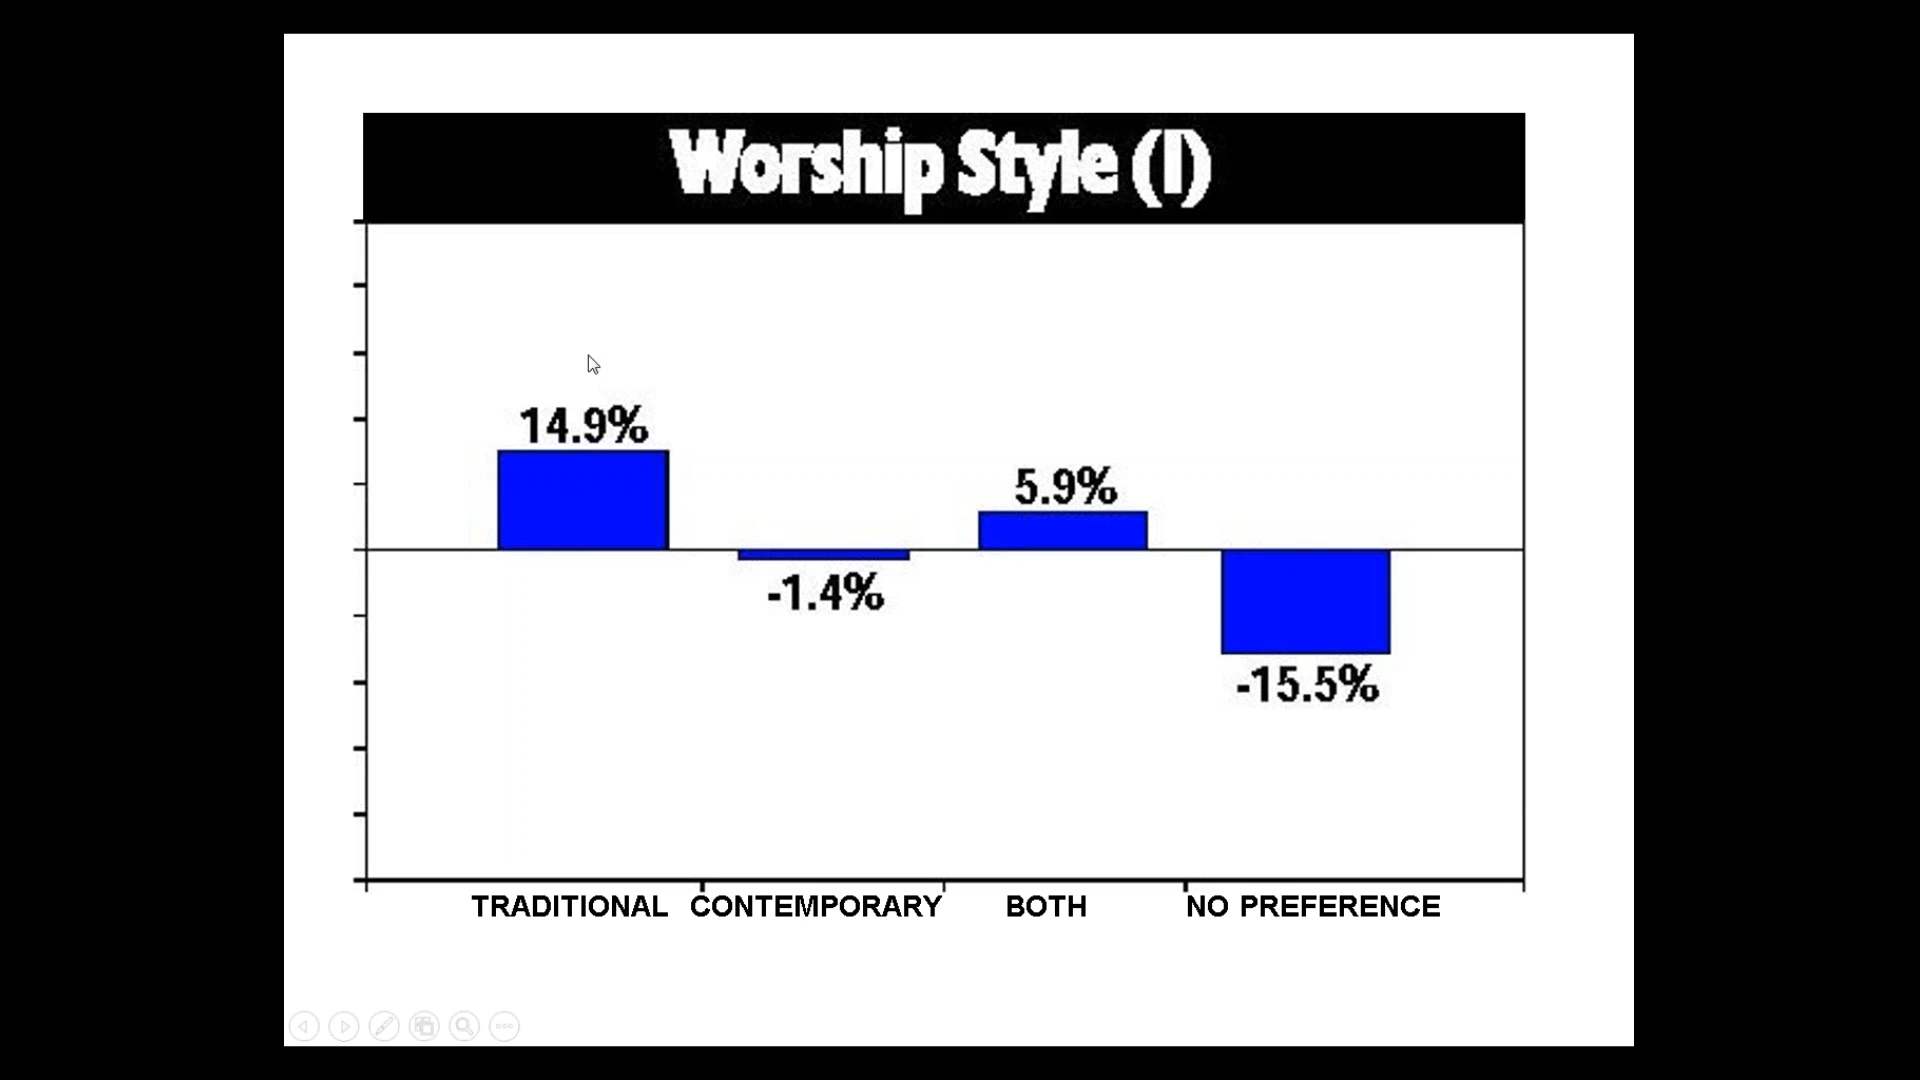 Worship Style (I)
14.9%
5.9%
-1.4%
-15.5%
TRADITIONAL CONTEMPORARY BOTH NO PREFERENCE